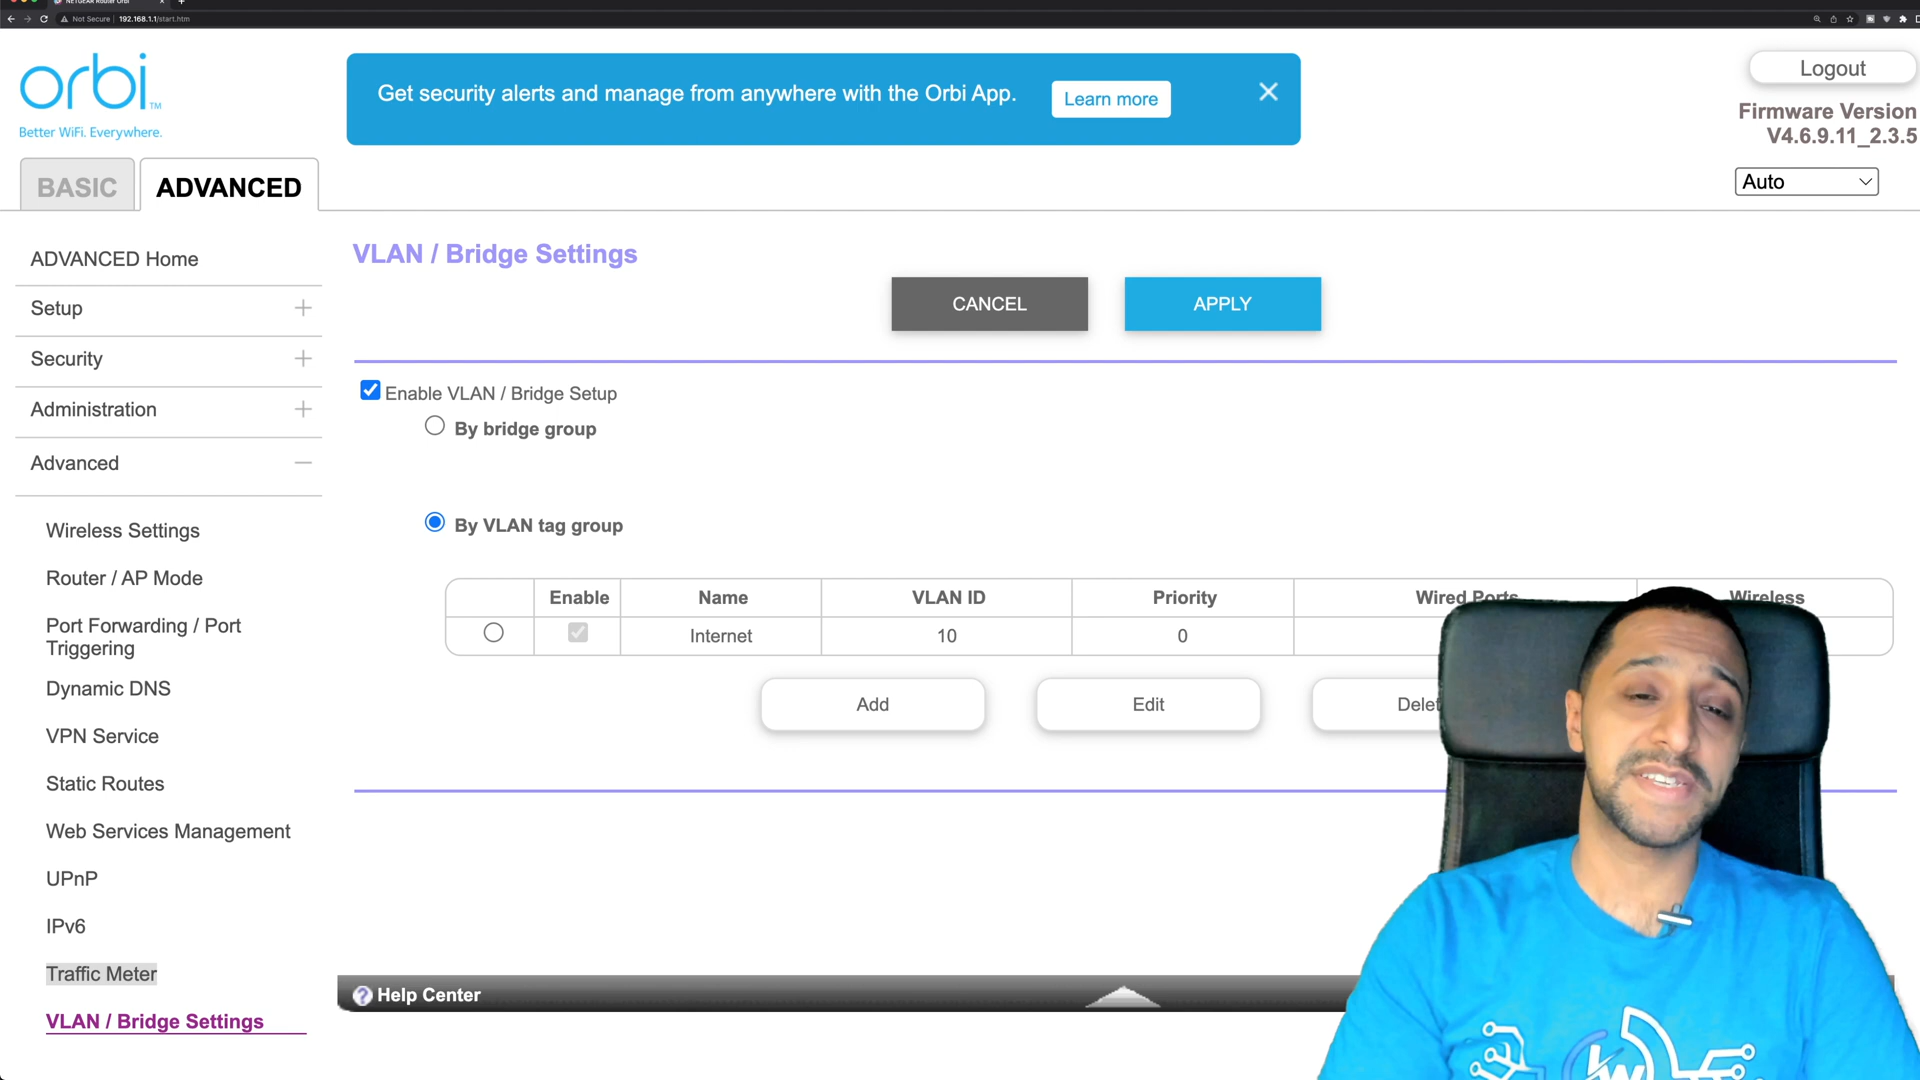 NETGEAR Router Orbi
Not Secure | 192.168.1.1/start.htm
orbi™
Better WiFi. Everywhere.
Get security alerts and manage from anywhere with the Orbi App.
Learn more
Logout
Firmware Version
V4.6.9.11_2.3.5
Auto
BASIC
ADVANCED
ADVANCED Home
Setup
Security
Administration
Advanced
Wireless Settings
Router / AP Mode
Port Forwarding / Port
Triggering
Dynamic DNS
VPN Service
Static Routes
Web Services Management
UPnP
IPv6
Traffic Meter
VLAN / Bridge Settings
VLAN / Bridge Settings
CANCEL
APPLY
Enable VLAN / Bridge Setup
By bridge group
By VLAN tag group
Enable Name VLAN ID Priority Wired Ports Wireless
Internet 10 0
Add
Edit
Delet
Help Center